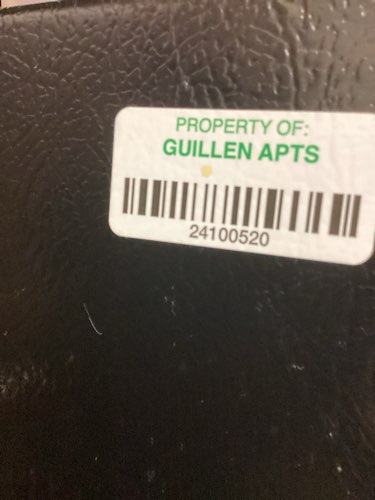 PROPERTY OF:
GUILLEN APTS
24100520